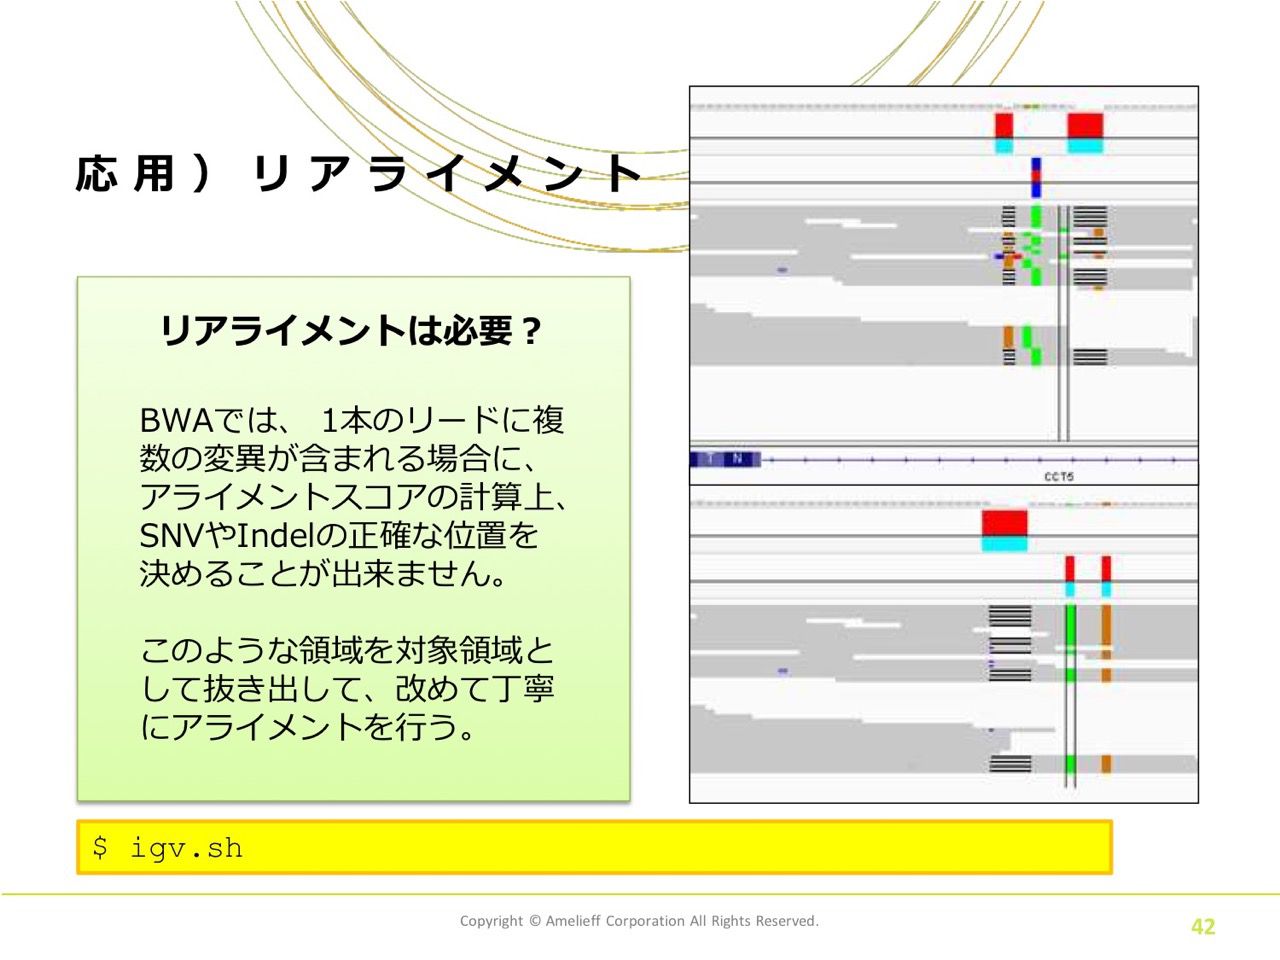 応用）リアライメント
リアライメントは必要？
BWAでは、 1本のリードに複
数の変異が含まれる場合に、
アライメントスコアの計算上、
SNVやIndelの正確な位置を
決めることが出来ません。
このような領域を対象領域と
して抜き出して、改めて丁寧
にアライメントを行う。
T N
CCT5
$ igv.sh
Copyright © Amelieff Corporation All Rights Reserved.
42